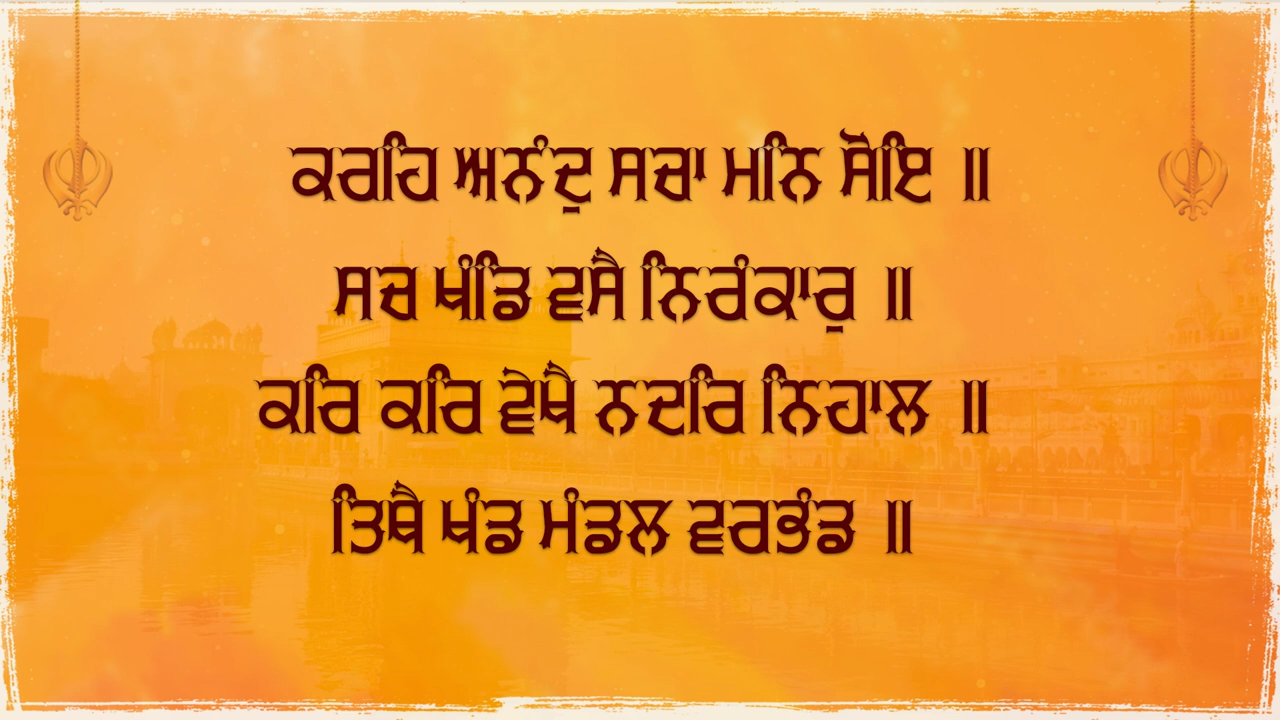 ਕਰਹਿ ਅਨੰਦੁ ਸਚਾ ਮਨਿ ਸੋਇ ॥
ਸਚ ਖੰਡਿ ਵਸੈ ਨਿਰੰਕਾਰੁ ॥
ਕਰਿ ਕਰਿ ਵੇਖੈ ਨਦਰਿ ਨਿਹਾਲ ॥
ਤਿਥੈ ਖੰਡ ਮੰਡਲ ਵਰਭੰਡ ॥